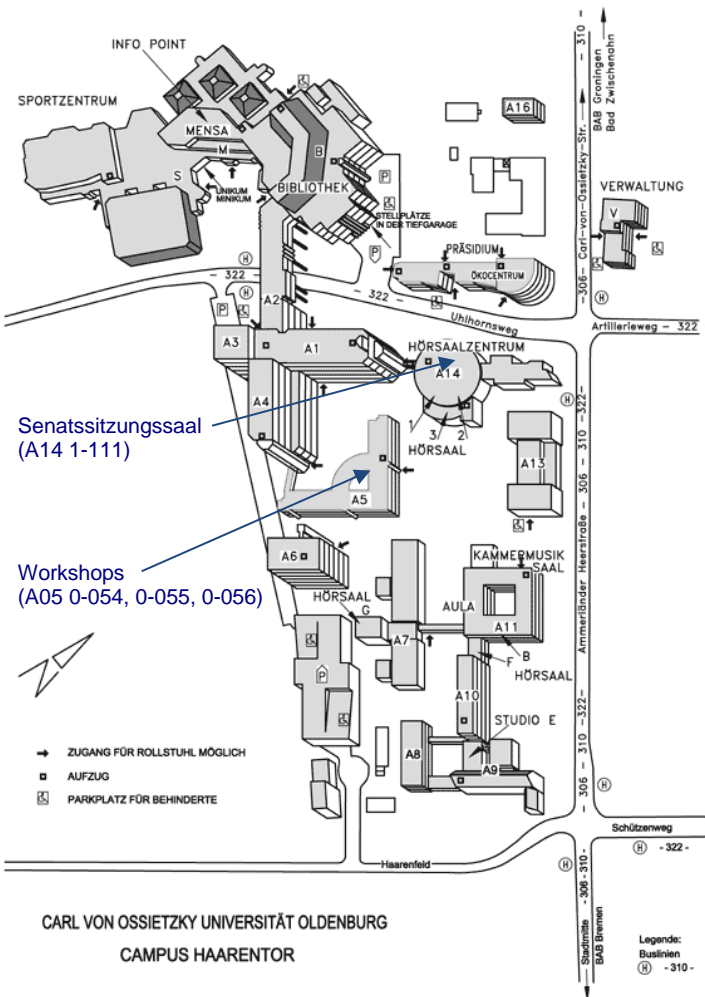 INFO POINT
SPORTZENTRUM
MENSA
M
S
UNIKUM
MINIKUM
B
BIBLIOTHEK
P
STELLPLÄTZE
IN DER TIEFGARAGE
P
A16
- 310 -
BAB Groningen
Bad Zwischenahn
Carl-von-Ossietzky-Str.
-306-
VERWALTUNG
V
PRÄSIDIUM
ÖKOCENTRUM
H
- 322 -
H
A2
- 322 -
Uhlhornsweg
H
Artillerieweg - 322
P
A3
A1
A4
HÖRSAALZENTRUM
A14
1
3
2
HÖRSAAL
H
Senatssitzungssaal
(A14 1-111)
A13
A5
Ammerländer Heerstraße - 306 - 310 -322-
Workshops
(A05 0-054, 0-055, 0-056)
A6
HÖRSAAL
G
A7
KAMMERMUSIK
SAAL
AULA
A11
B
F
HÖRSAAL
P
A10
STUDIO E
A8
A9
- 306 - 310 -322-
H
ZUGANG FÜR ROLLSTUHL MÖGLICH
AUFZUG
PARKPLATZ FÜR BEHINDERTE
Schützenweg
H - 322 -
Haarenfeld
H
Stadtmitte - 306 - 310-
BAB Bremen
CARL VON OSSIETZKY UNIVERSITÄT OLDENBURG
CAMPUS HAARENTOR
Legende:
Buslinien
H - 310 -